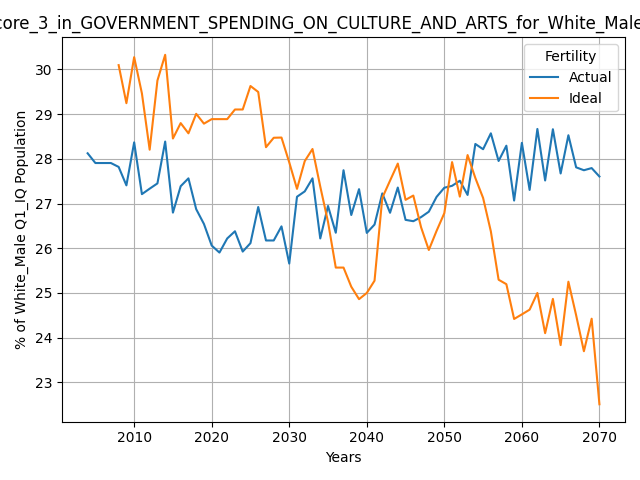 core_3_in_GOVERNMENT_SPENDING_ON_CULTURE_AND_ARTS_for_White_Male
Fertility
Actual
Ideal
% of White_Male Q1_IQ Population
30
29
28
27
26
25
24
23
2010 2020 2030 2040 2050 2060 2070
Years